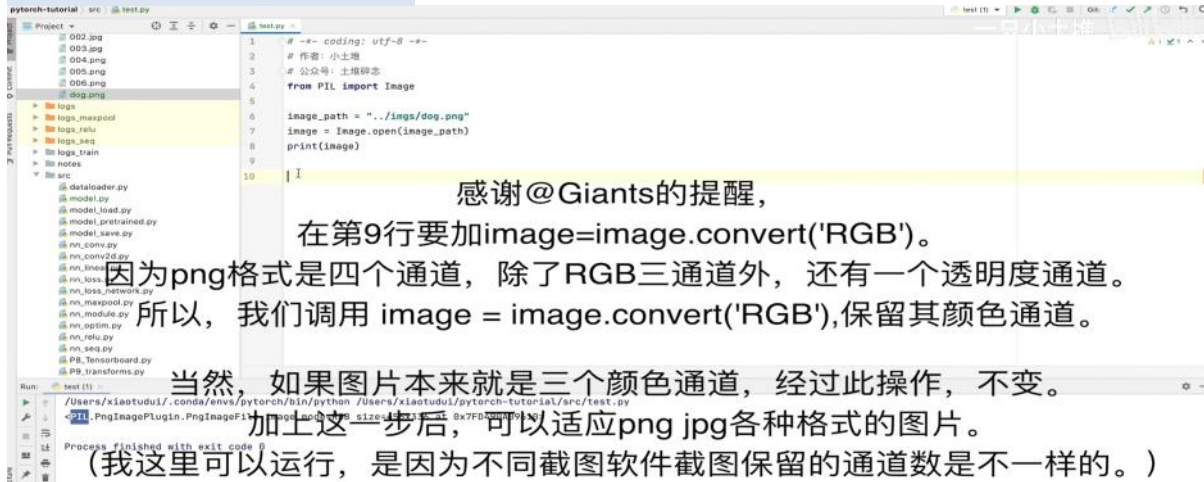 pytorch-tutorial src test.py
test (1)
Git:
Project
test.py
002.jpg
003.jpg
004.png
005.png
006.png
dog.png
logs
logs_maxpool
logs_relu
logs_seq
logs_train
notes
src
dataloader.py
model.py
model_load.py
model_pretrained.py
model_save.py
nn_conv.py
nn_conv2d.py
nn_loss_network.py
nn_maxpool.py
nn_module.py
nn_optim.py
nn_relu.py
nn_seq.py
P8_Tensorboard.py
P9_transforms.py
1 # -*- coding: utf-8 -*-
2 # 作者：小土堆
3 # 公众号：土堆碎念
4 from PIL import Image
5
6 image_path = "../imgs/dog.png"
7 image = Image.open(image_path)
8 print(image)
9
10
一只小土堆
感谢@Giants的提醒，
在第9行要加image=image.convert('RGB')。
因为png格式是四个通道，除了RGB三通道外，还有一个透明度通道。
所以，我们调用 image = image.convert('RGB'),保留其颜色通道。
当然，如果图片本来就是三个颜色通道，经过此操作，不变。
加上这一步后，可以适应png jpg各种格式的图片。
（我这里可以运行，是因为不同截图软件截图保留的通道数是不一样的。）
Run: test (1)
/Users/xiaotudui/.conda/envs/pytorch/bin/python /Users/xiaotudui/pytorch-tutorial/src/test.py
<PIL.PngImagePlugin.PngImageFile
Process finished with exit code 0